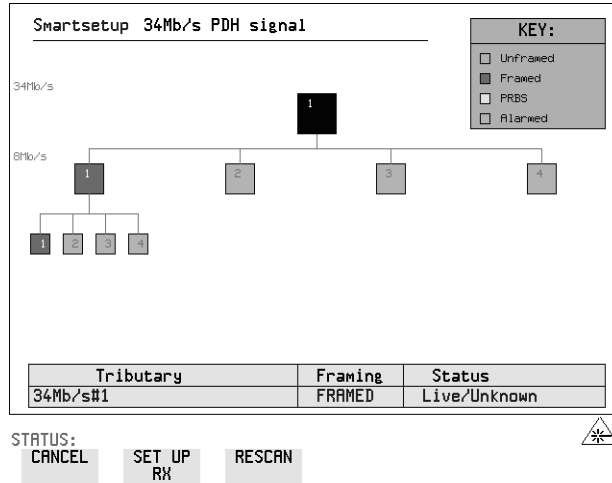 Smartsetup 34Mb/s PDH signal
KEY:
Unframed
Framed
PRBS
Alarmed
34Mb/s
1
8Mb/s
1 2 3 4
1 2 3 4
Tributary Framing Status
34Mb/s#1 FRAMED Live/Unknown
STATUS:
CANCEL SET UP RX RESCAN